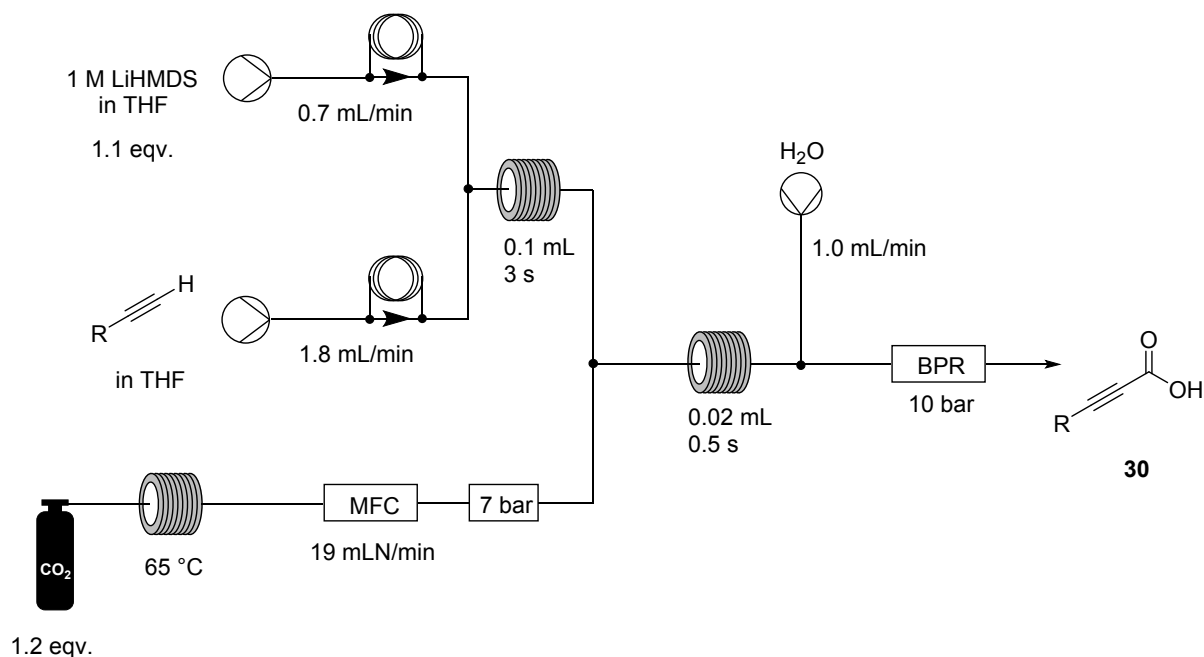 1 M LiHMDS
in THF
1.1 eqv.
0.7 mL/min
H
R
in THF
1.8 mL/min
0.1 mL
3 s
H₂O
1.0 mL/min
0.02 mL
0.5 s
BPR
10 bar
O
OH
R
30
CO₂
1.2 eqv.
65 °C
MFC
19 mLN/min
7 bar